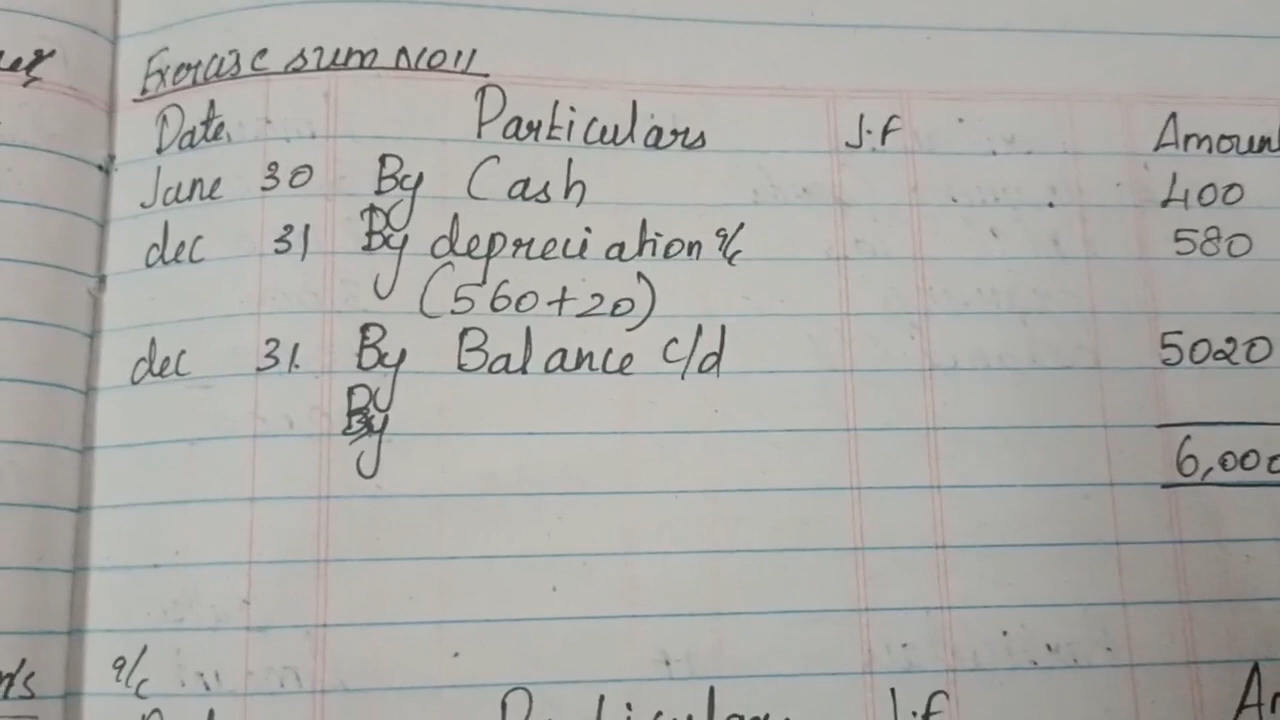 Exercise sum No 11
Date. Particulars J.F Amoun
June 30 By Cash 400
dec 31 By depreciation a/c 580
(560+20)
dec 31. By Balance c/d 5020
By
6,000
a/c
Particulars J.F